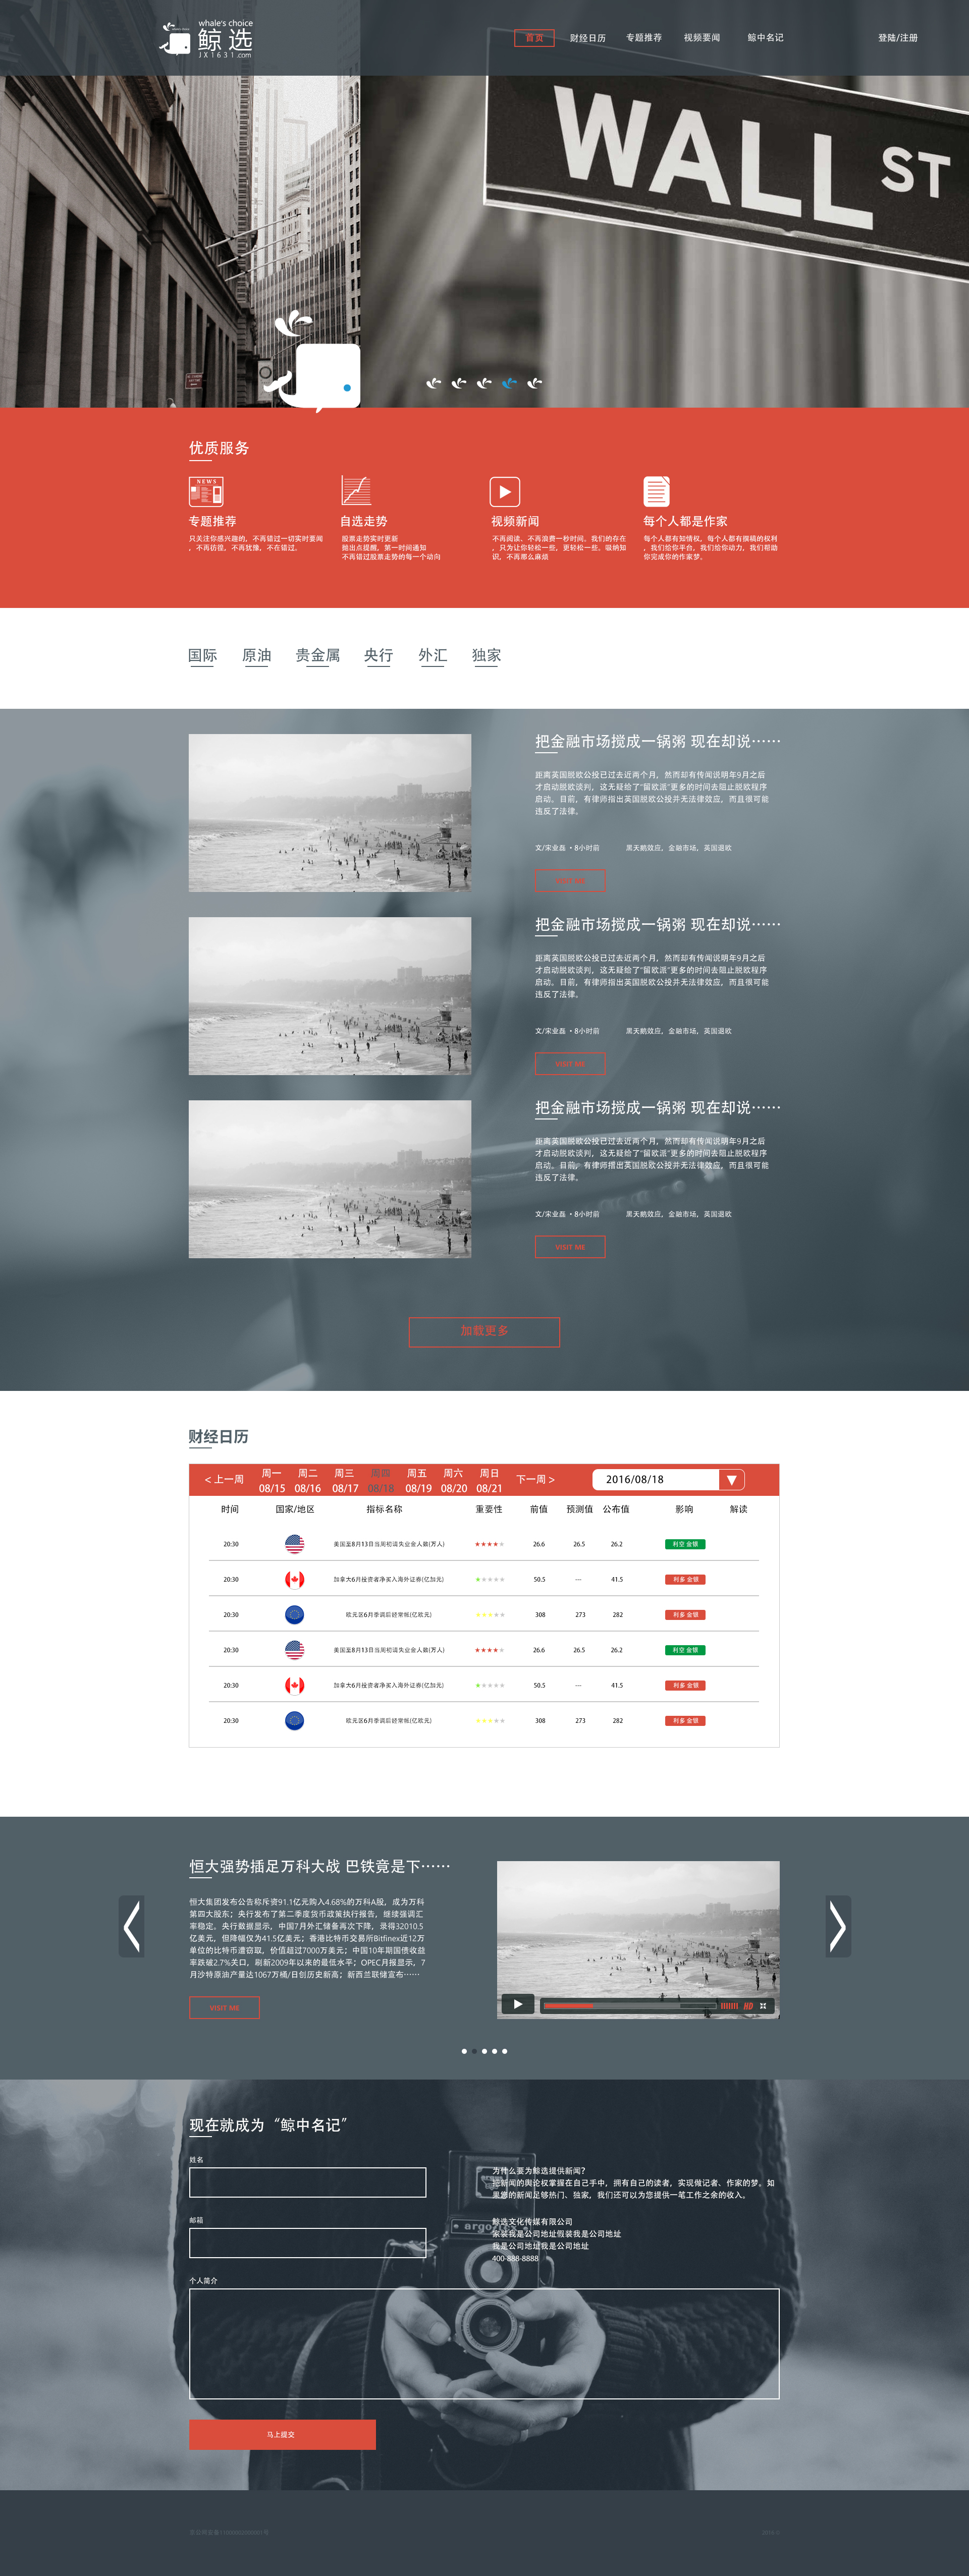 whale's choice
鲸选
JX1631.com
首页 财经日历 专题推荐 视频要闻 鲸中名记 登陆/注册
WALL ST
优质服务
NEWS
专题推荐
只关注你感兴趣的，不再错过一切实时要闻
，不再彷徨，不再犹豫，不在错过。
自选走势
股票走势实时更新
抛出点提醒，第一时间通知
不再错过股票走势的每一个动向
视频新闻
不再阅读、不再浪费一秒时间。我们的存在
，只为让你轻松一些，更轻松一些。吸纳知
识，不再那么麻烦
每个人都是作家
每个人都有知情权，每个人都有撰稿的权利
，我们给你平台，我们给你动力，我们帮助
你完成你的作家梦。
国际 原油 贵金属 央行 外汇 独家
把金融市场搅成一锅粥 现在却说……
距离英国脱欧公投已过去近两个月，然而却有传闻说明年9月之后
才启动脱欧谈判，这无疑给了“留欧派”更多的时间去阻止脱欧程序
启动。目前，有律师指出英国脱欧公投并无法律效应，而且很可能
违反了法律。
文/宋业磊 · 8小时前 黑天鹅效应，金融市场，英国退欧
VISIT ME
把金融市场搅成一锅粥 现在却说……
距离英国脱欧公投已过去近两个月，然而却有传闻说明年9月之后
才启动脱欧谈判，这无疑给了“留欧派”更多的时间去阻止脱欧程序
启动。目前，有律师指出英国脱欧公投并无法律效应，而且很可能
违反了法律。
文/宋业磊 · 8小时前 黑天鹅效应，金融市场，英国退欧
VISIT ME
把金融市场搅成一锅粥 现在却说……
距离英国脱欧公投已过去近两个月，然而却有传闻说明年9月之后
才启动脱欧谈判，这无疑给了“留欧派”更多的时间去阻止脱欧程序
启动。目前，有律师指出英国脱欧公投并无法律效应，而且很可能
违反了法律。
文/宋业磊 · 8小时前 黑天鹅效应，金融市场，英国退欧
VISIT ME
加载更多
财经日历
< 上一周 周一 周二 周三 周四 周五 周六 周日 下一周 > 2016/08/18
08/15 08/16 08/17 08/18 08/19 08/20 08/21
时间 国家/地区 指标名称 重要性 前值 预测值 公布值 影响 解读
20:30 美国至8月13日当周初请失业金人数(万人) ★★★★★ 26.6 26.5 26.2 利空 金银
20:30 加拿大6月投资者净买入海外证券(亿加元) ★★★★★ 50.5 --- 41.5 利多 金银
20:30 欧元区6月季调后经常帐(亿欧元) ★★★★★ 308 273 282 利多 金银
20:30 美国至8月13日当周初请失业金人数(万人) ★★★★★ 26.6 26.5 26.2 利空 金银
20:30 加拿大6月投资者净买入海外证券(亿加元) ★★★★★ 50.5 --- 41.5 利多 金银
20:30 欧元区6月季调后经常帐(亿欧元) ★★★★★ 308 273 282 利多 金银
恒大强势插足万科大战 巴铁竟是下……
恒大集团发布公告称斥资91.1亿元购入4.68%的万科A股，成为万科
第四大股东；央行发布了第二季度货币政策执行报告，继续强调汇
率稳定。央行数据显示，中国7月外汇储备再次下降，录得32010.5
亿美元，但降幅仅为41.5亿美元；香港比特币交易所Bitfinex近12万
单位的比特币遭窃取，价值超过7000万美元；中国10年期国债收益
率跌破2.7%关口，刷新2009年以来的最低水平；OPEC月报显示，7
月沙特原油产量达1067万桶/日创历史新高；新西兰联储宣布……
VISIT ME
HD
现在就成为“鲸中名记”
姓名
邮箱
个人简介
为什么要为鲸选提供新闻？
把新闻的舆论权掌握在自己手中，拥有自己的读者，实现做记者、作家的梦。如
果您的新闻足够热门、独家，我们还可以为您提供一笔工作之余的收入。
鲸选文化传媒有限公司
假装我是公司地址假装我是公司地址
我是公司地址我是公司地址
400-888-8888
马上提交